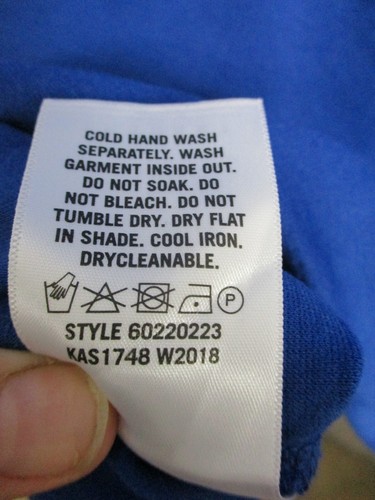 COLD HAND WASH
SEPARATELY. WASH
GARMENT INSIDE OUT.
DO NOT SOAK. DO
NOT BLEACH. DO NOT
TUMBLE DRY. DRY FLAT
IN SHADE. COOL IRON.
DRYCLEANABLE.
P
STYLE 60220223
KAS1748 W2018